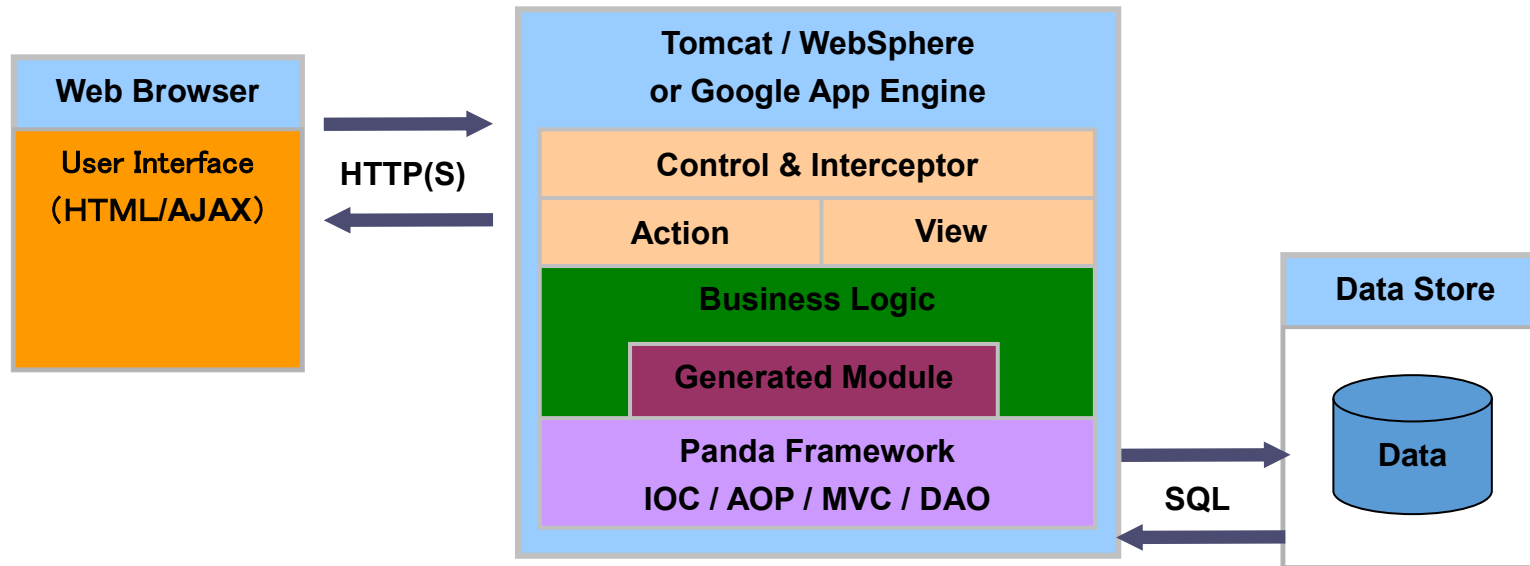 Web Browser
User Interface
（HTML/AJAX）
HTTP(S)
Tomcat / WebSphere
or Google App Engine
Control & Interceptor
Action
View
Business Logic
Generated Module
Panda Framework
IOC / AOP / MVC / DAO
SQL
Data Store
Data